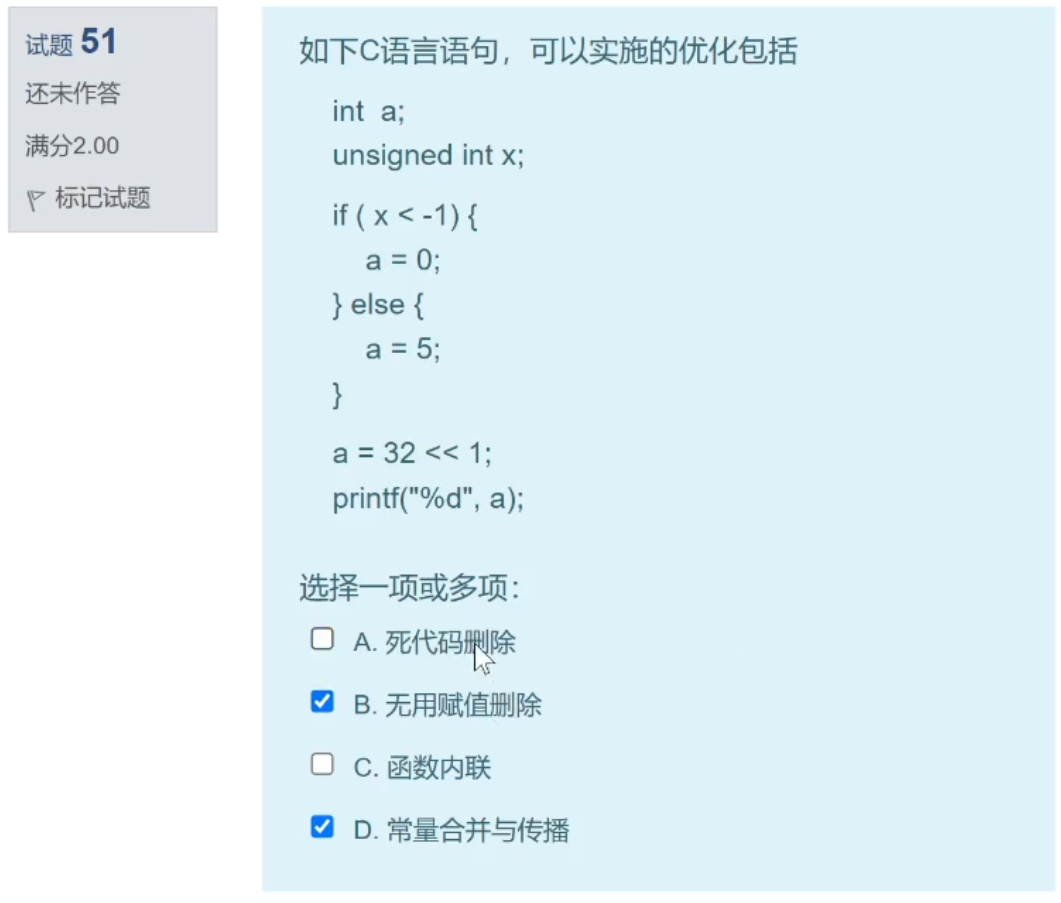 试题 51
还未作答
满分2.00
标记试题
如下C语言语句，可以实施的优化包括
int  a;
unsigned int x;
if ( x < -1) {
a = 0;
} else {
a = 5;
}
a = 32 << 1;
printf("%d", a);
选择一项或多项：
A. 死代码删除
B. 无用赋值删除
C. 函数内联
D. 常量合并与传播